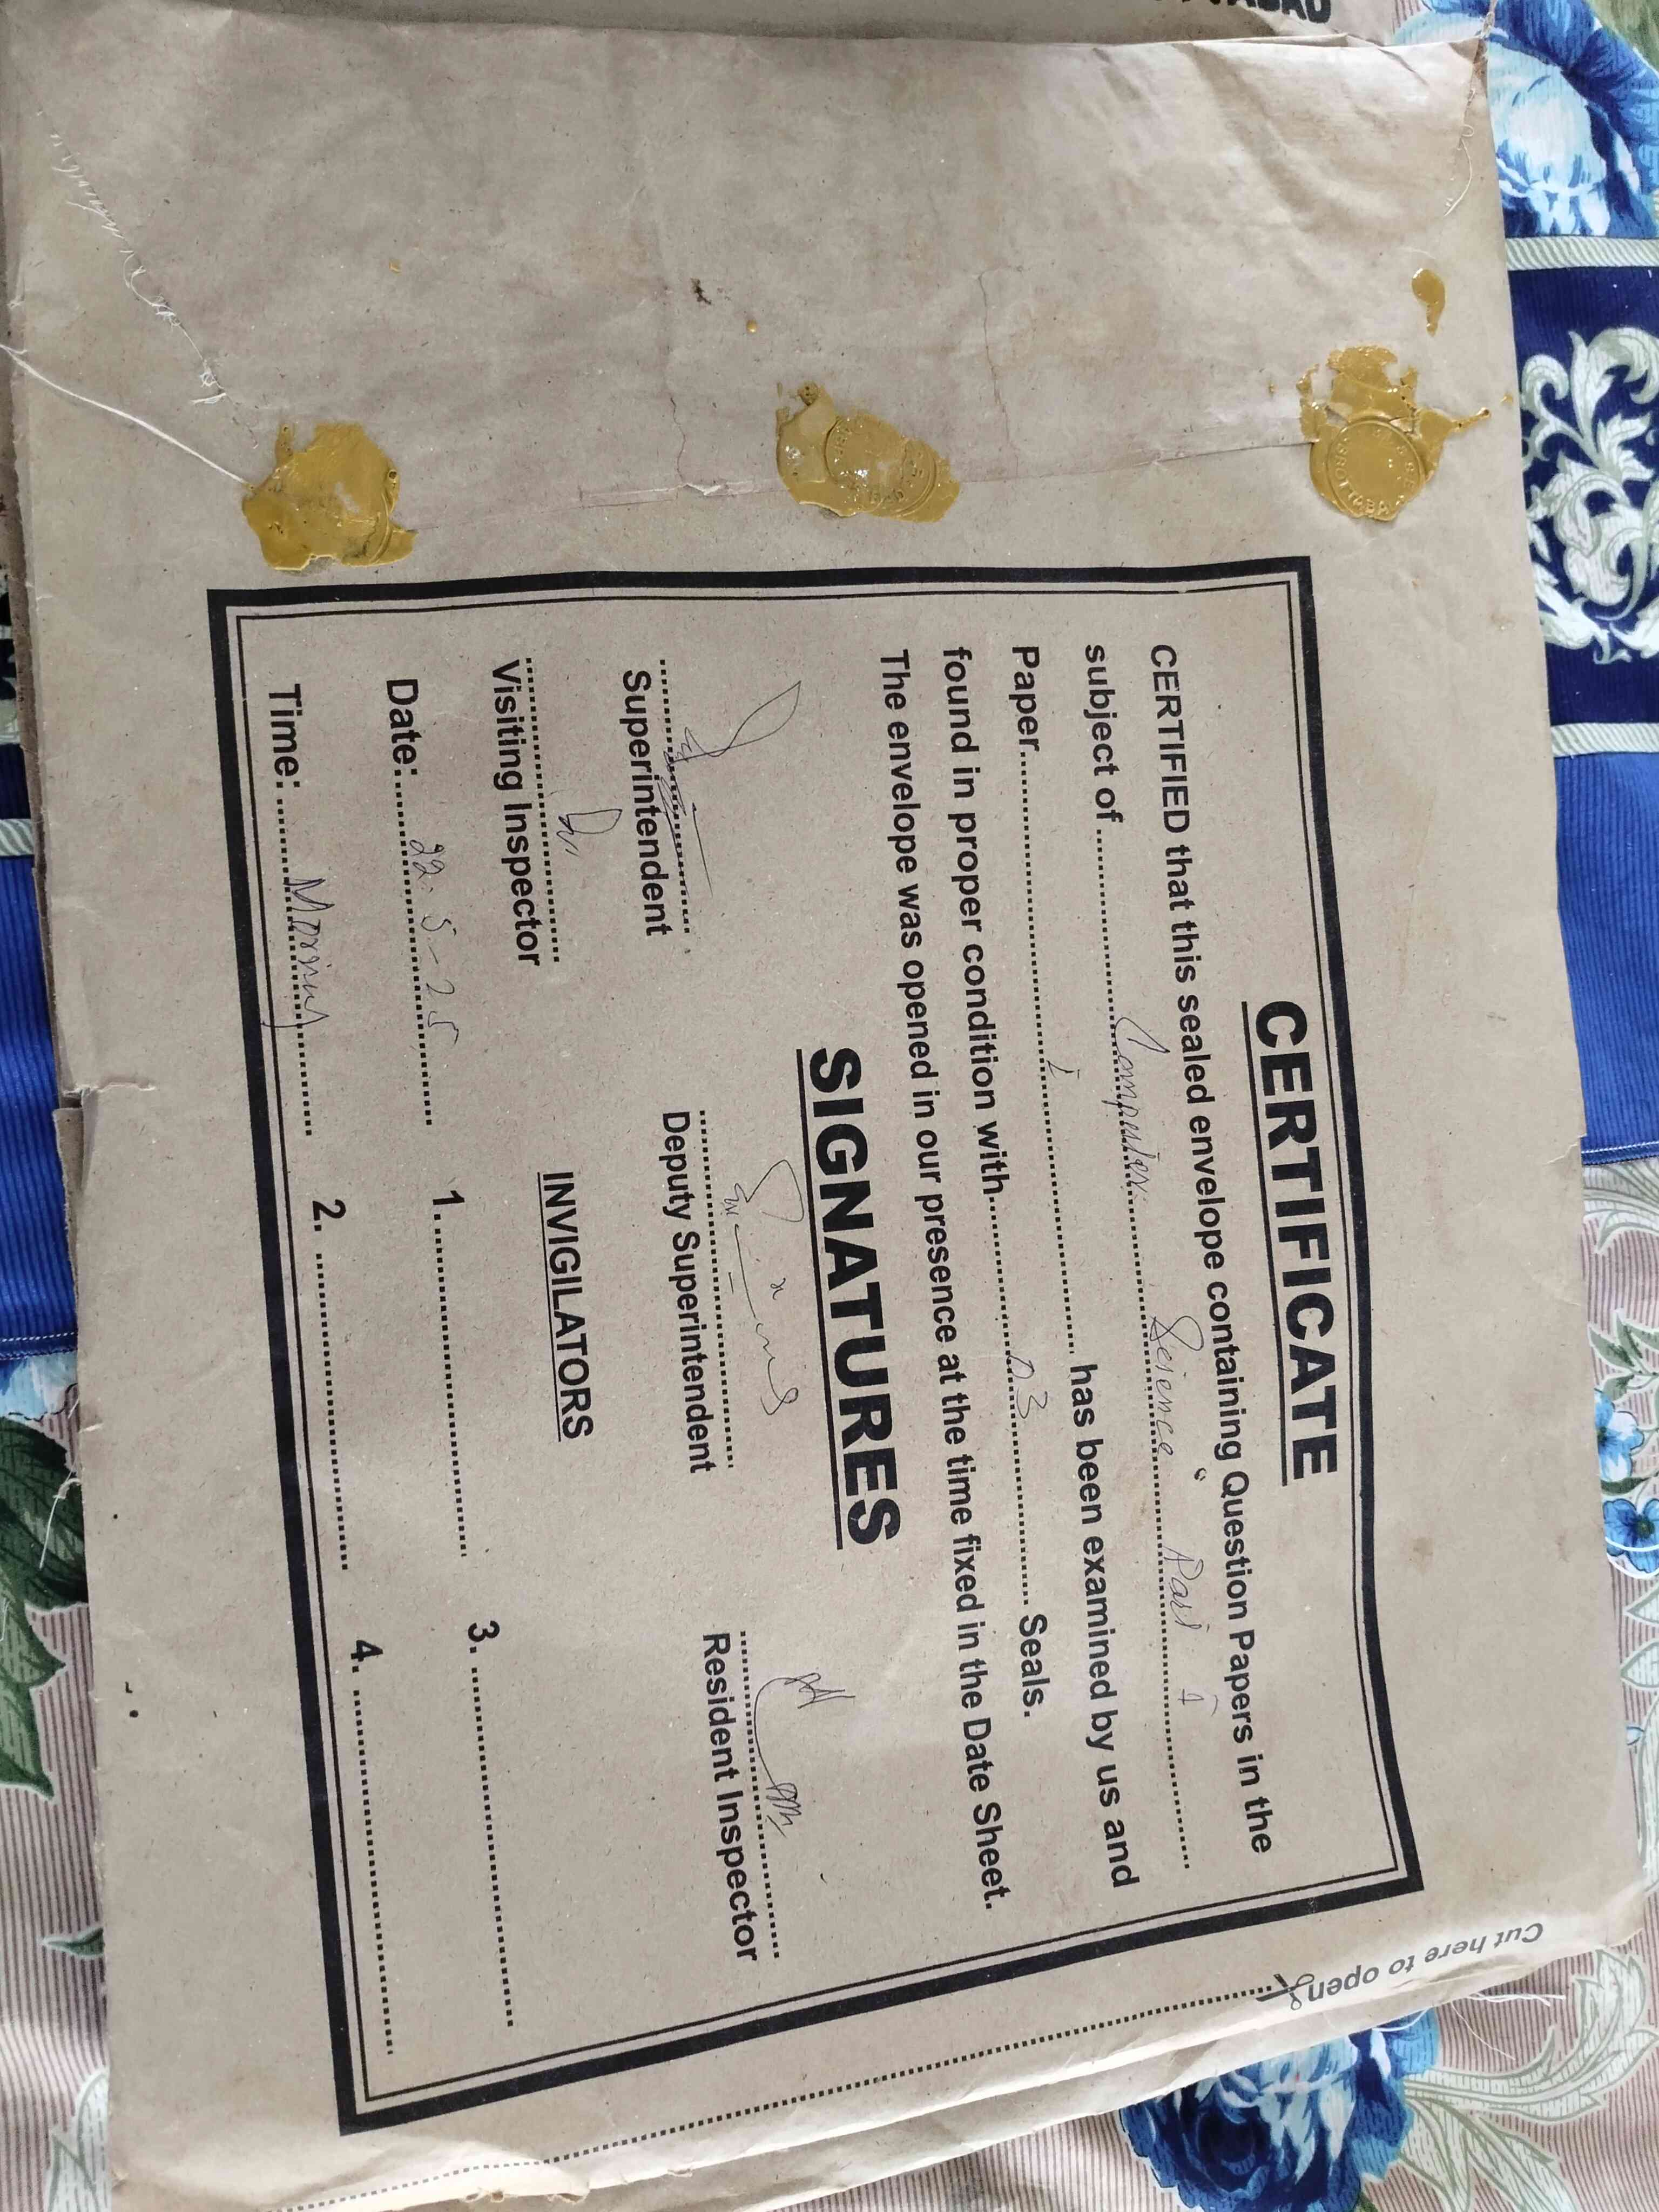 CERTIFICATE
CERTIFIED that this sealed envelope containing Question Papers in the
subject of Computer Science Part I
Paper I has been examined by us and
found in proper condition with 03 Seals.
The envelope was opened in our presence at the time fixed in the Date Sheet.
SIGNATURES
Superintendent Deputy Superintendent Resident Inspector
Visiting Inspector
INVIGILATORS
Date: 22-5-25 1. 3.
Time: Morning 2. 4.
Cut here to open